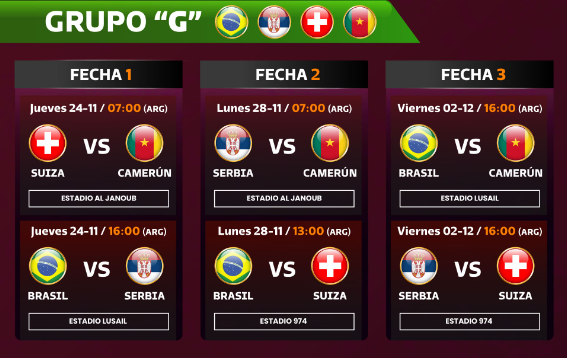 GRUPO “G”
FECHA 1
Jueves 24-11 / 07:00 (ARG)
VS
SUIZA CAMERÚN
ESTADIO AL JANOUB
Jueves 24-11 / 16:00 (ARG)
VS
BRASIL SERBIA
ESTADIO LUSAIL
FECHA 2
Lunes 28-11 / 07:00 (ARG)
VS
SERBIA CAMERÚN
ESTADIO AL JANOUB
Lunes 28-11 / 13:00 (ARG)
VS
BRASIL SUIZA
ESTADIO 974
FECHA 3
Viernes 02-12 / 16:00 (ARG)
VS
BRASIL CAMERÚN
ESTADIO LUSAIL
Viernes 02-12 / 16:00 (ARG)
VS
SERBIA SUIZA
ESTADIO 974